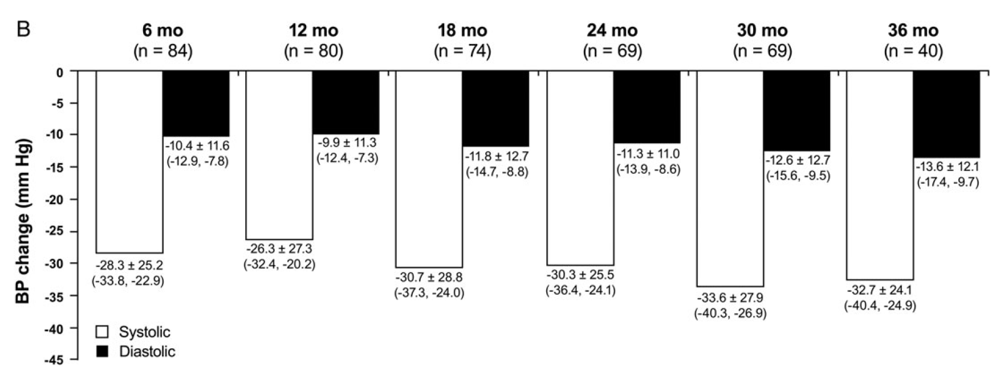 B
6 mo 12 mo 18 mo 24 mo 30 mo 36 mo
(n = 84) (n = 80) (n = 74) (n = 69) (n = 69) (n = 40)
BP change (mm Hg)
0
-5
-10
-15
-20
-25
-30
-35
-40
-45
-28.3 ± 25.2
(-33.8, -22.9)
-10.4 ± 11.6
(-12.9, -7.8)
-26.3 ± 27.3
(-32.4, -20.2)
-9.9 ± 11.3
(-12.4, -7.3)
-30.7 ± 28.8
(-37.3, -24.0)
-11.8 ± 12.7
(-14.7, -8.8)
-30.3 ± 25.5
(-36.4, -24.1)
-11.3 ± 11.0
(-13.9, -8.6)
-33.6 ± 27.9
(-40.3, -26.9)
-12.6 ± 12.7
(-15.6, -9.5)
-32.7 ± 24.1
(-40.4, -24.9)
-13.6 ± 12.1
(-17.4, -9.7)
Systolic
Diastolic